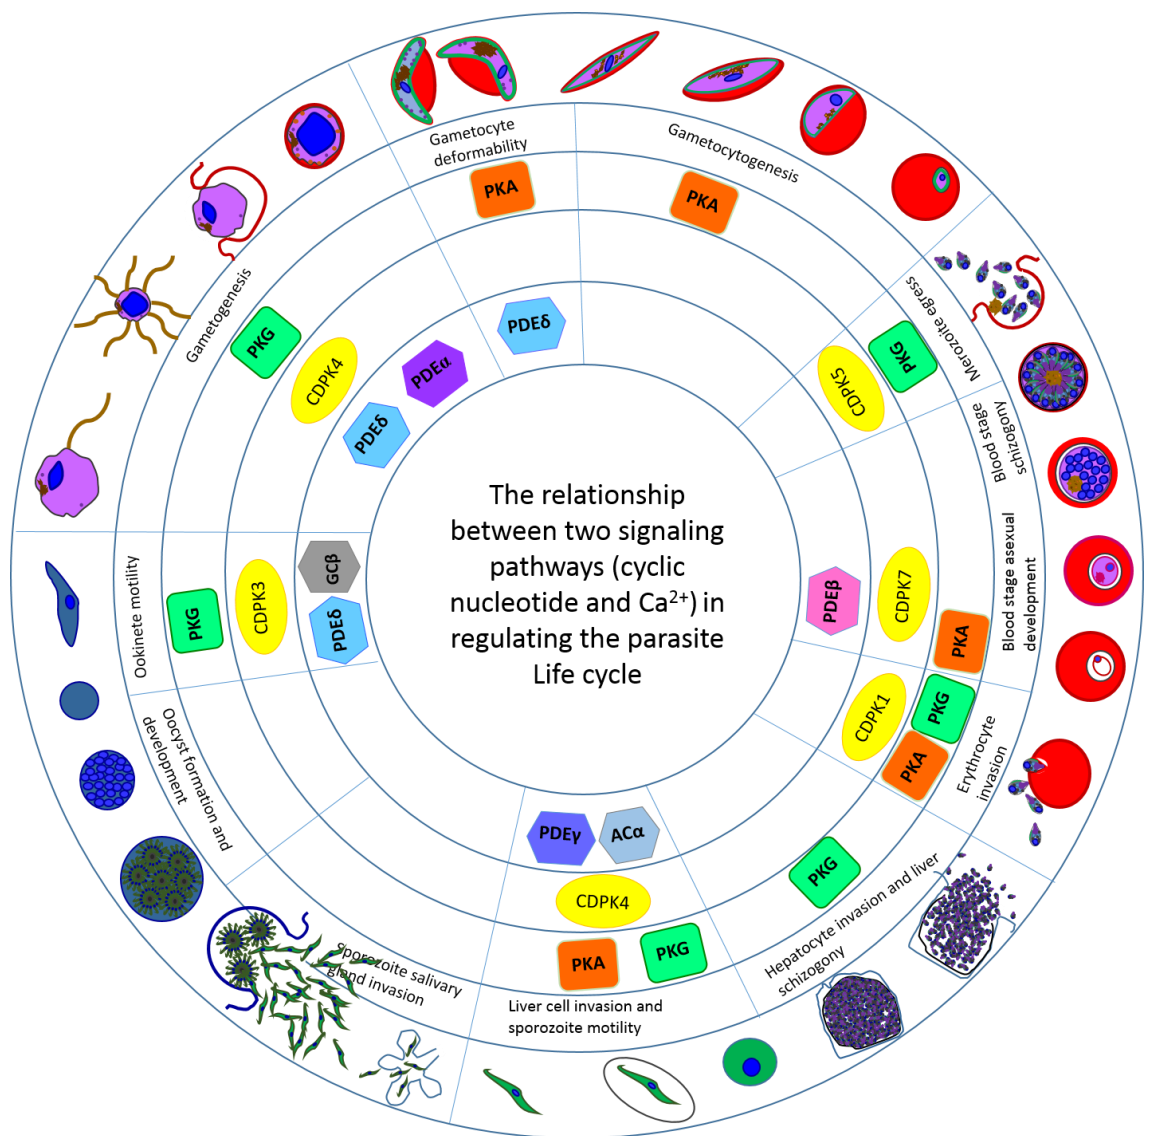 Gametocyte
deformability
PKA
PDEδ
Gametocytogenesis
PKA
Merozoite egress
PKG
CDPK5
Blood stage
schizogony
Blood stage asexual
development
PKA
CDPK7
PDEβ
Erythrocyte
invasion
PKG
PKA
CDPK1
Hepatocyte invasion and liver
schizogony
PKG
Liver cell invasion and
sporozoite motility
PKA
PKG
CDPK4
PDEγ
ACα
Sporozoite salivary
gland invasion
Oocyst formation and
development
Ookinete motility
PKG
CDPK3
GCβ
PDEδ
Gametogenesis
PKG
CDPK4
PDEα
PDEδ
The relationship
between two signaling
pathways (cyclic
nucleotide and Ca²⁺) in
regulating the parasite
Life cycle